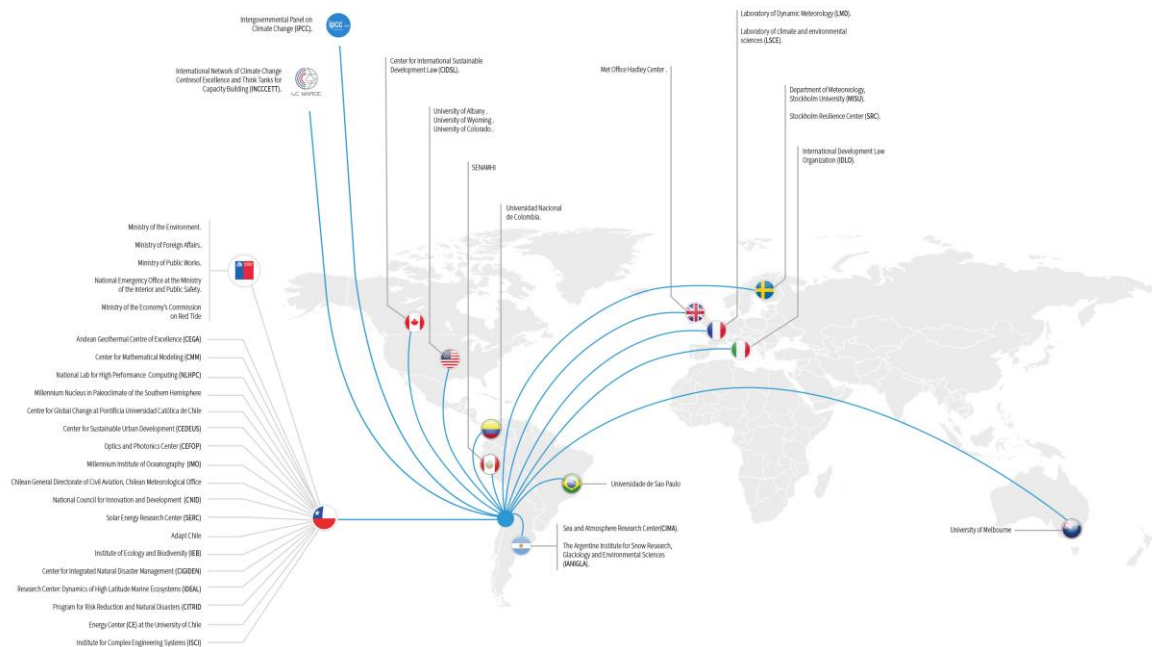 Intergovernmental Panel on
Climate Change (IPCC).
ipcc
International Network of Climate Change
Centresof Excellence and Think Tanks for
Capacity Building (INCCCETT).
4C MAROC
Center for International Sustainable
Development Law (CIDSL).
University of Albany .
University of Wyoming .
University of Colorado .
SENAMHI
Universidad Nacional
de Colombia.
Met Office Hadley Center .
Laboratory of Dynamic Meteorology (LMD).
Laboratory of climate and environmental
sciences (LSCE).
Department of Meteoreology,
Stockholm University (MISU).
Stockholm Resilience Center (SRC).
International Development Law
Organization (IDLO).
Ministry of the Environment.
Ministry of Foreign Affairs.
Ministry of Public Works.
National Emergency Office at the Ministry
of the Interior and Public Safety.
Ministry of the Economy's Commission
on Red Tide
Andean Geothermal Centre of Excellence (CEGA)
Center for Mathematical Modeling (CMM)
National Lab for High Performance Computing (NLHPC)
Millennium Nucleus in Paleoclimate of the Southern Hemisphere
Centre for Global Change at Pontificia Universidad Católica de Chile
Center for Sustainable Urban Development (CEDEUS)
Optics and Photonics Center (CEFOP)
Millennium Institute of Oceanography (IMO)
Chilean General Directorate of Civil Aviation, Chilean Meteorological Office
National Council for Innovation and Development (CNID)
Solar Energy Research Center (SERC)
Adapt Chile
Institute of Ecology and Biodiversity (IEB)
Center for Integrated Natural Disaster Management (CIGIDEN)
Research Center: Dynamics of High Latitude Marine Ecosystems (IDEAL)
Program for Risk Reduction and Natural Disasters (CITRID
Energy Center (CE) at the University of Chile
Institute for Complex Engineering Systems (ISCI)
Universidade de Sao Paulo
Sea and Atmosphere Research Center(CIMA).
The Argentine Institute for Snow Research,
Glaciology and Environmental Sciences
(IANIGLA).
University of Melbourne